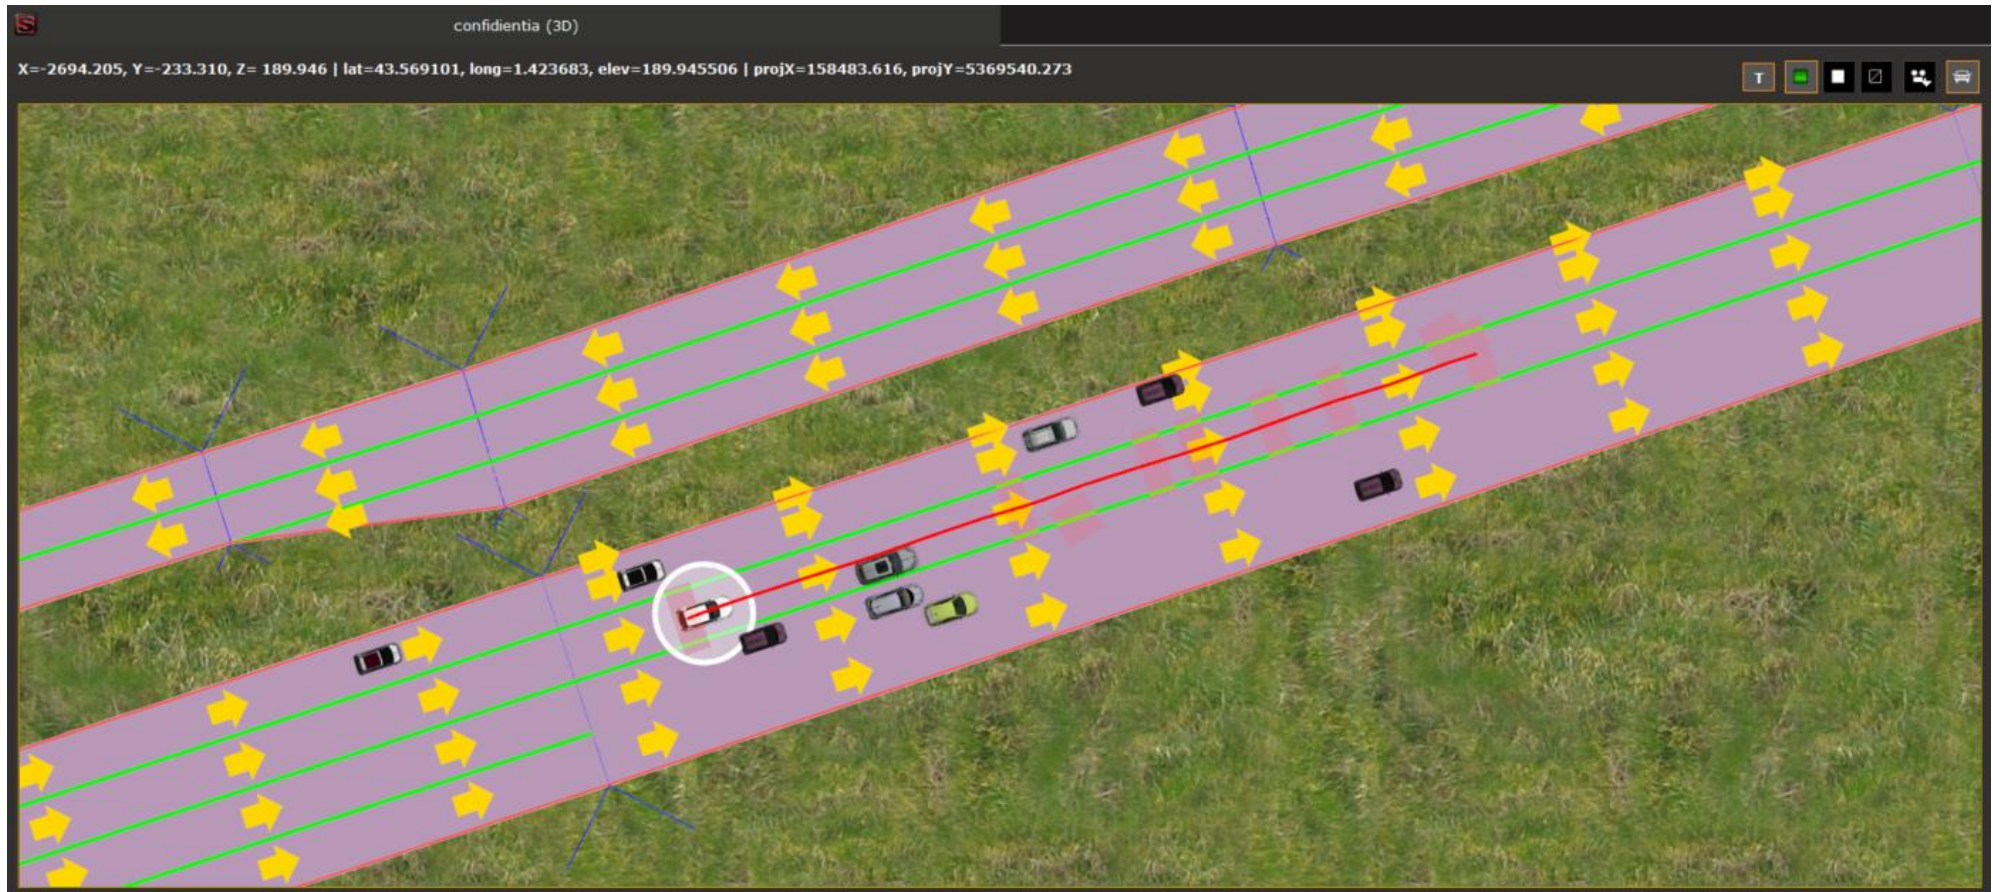 confidientia (3D)
X=-2694.205, Y=-233.310, Z= 189.946 | lat=43.569101, long=1.423683, elev=189.945506 | projX=158483.616, projY=5369540.273
T